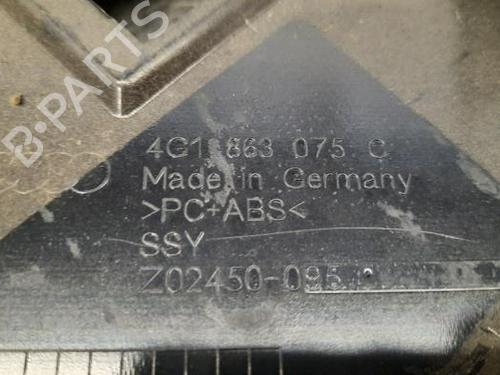 B-PARTS
4G1 863 075 C
Made in Germany
>PC+ABS<
SSY
Z02450-095